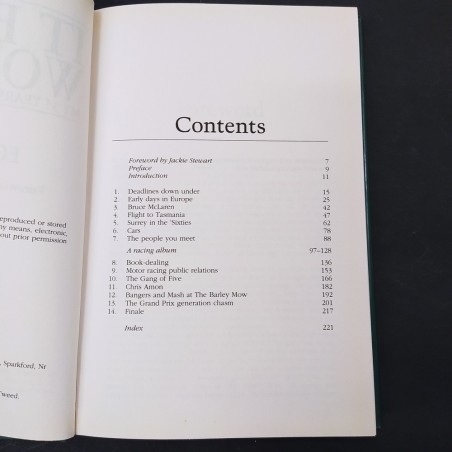 reproduced or stored
ny means, electronic,
out prior permission
Sparkford, Nr
Tweed
Contents
Foreword by Jackie Stewart 7
Preface 9
Introduction 11
1. Deadlines down under 15
2. Early days in Europe 25
3. Bruce McLaren 42
4. Flight to Tasmania 47
5. Surrey in the 'Sixties 62
6. Cars 78
7. The people you meet 88
A racing album 97–128
8. Book-dealing 136
9. Motor racing public relations 153
10. The Gang of Five 166
11. Chris Amon 182
12. Bangers and Mash at The Barley Mow 192
13. The Grand Prix generation chasm 201
14. Finale 217
Index 221